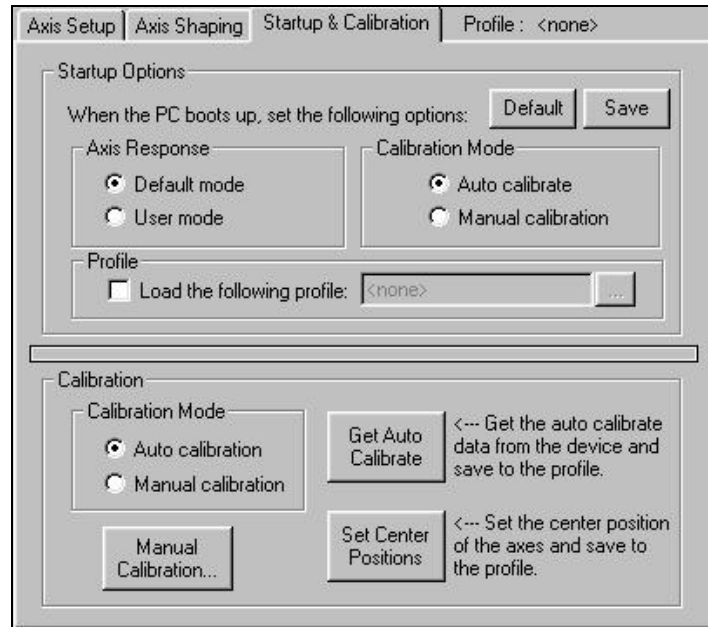 Axis Setup Axis Shaping Startup & Calibration Profile : <none>
Startup Options
When the PC boots up, set the following options: Default Save
Axis Response
Default mode
User mode
Calibration Mode
Auto calibrate
Manual calibration
Profile
Load the following profile: <none> ...
Calibration
Calibration Mode
Auto calibration
Manual calibration
Manual
Calibration...
Get Auto
Calibrate
<--- Get the auto calibrate
data from the device and
save to the profile.
Set Center
Positions
<--- Set the center position
of the axes and save to
the profile.